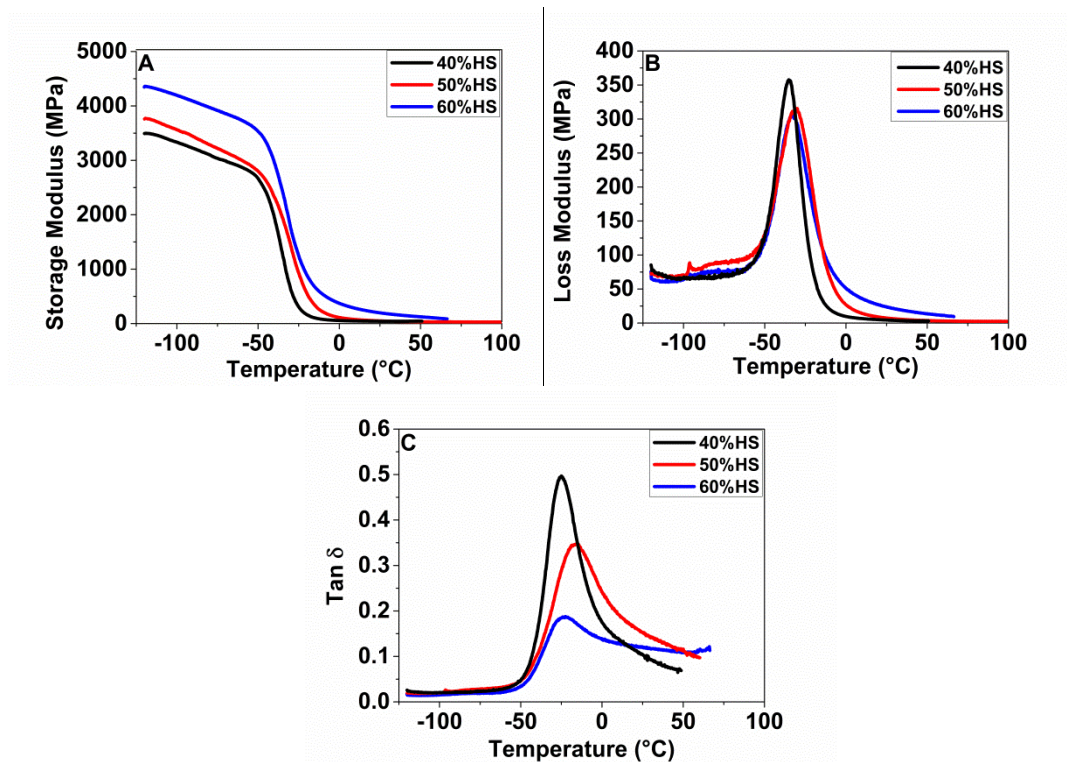 A
Storage Modulus (MPa)
5000
4000
3000
2000
1000
0
-100
-50
0
50
100
Temperature (°C)
40%HS
50%HS
60%HS
B
Loss Modulus (MPa)
400
350
300
250
200
150
100
50
0
-100
-50
0
50
100
Temperature (°C)
40%HS
50%HS
60%HS
C
Tan δ
0.6
0.5
0.4
0.3
0.2
0.1
0.0
-100
-50
0
50
100
Temperature (°C)
40%HS
50%HS
60%HS